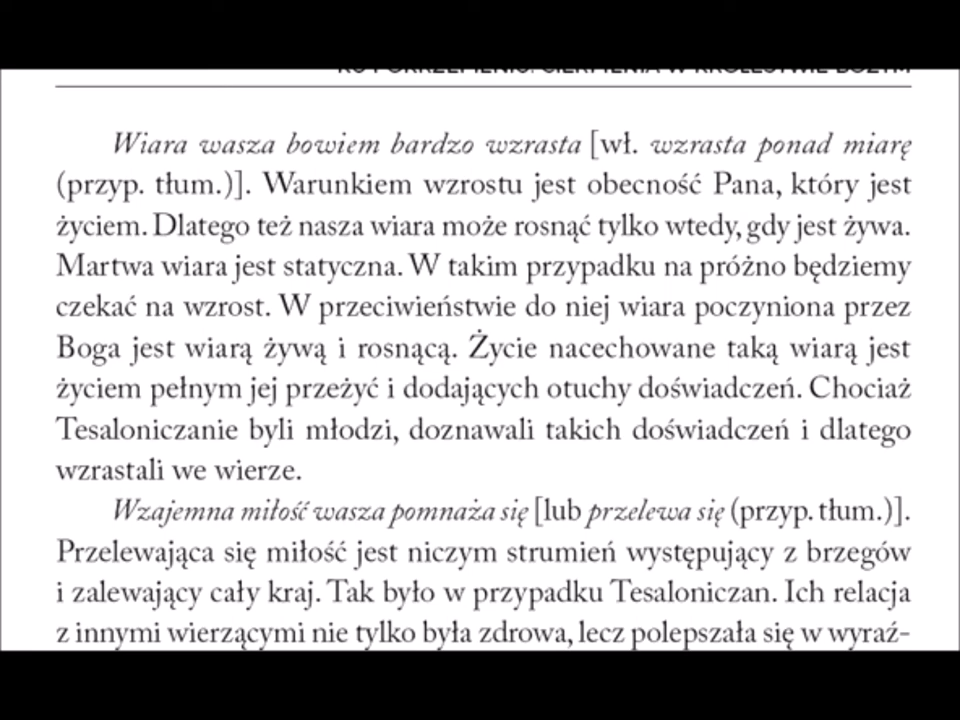 KU POKRZEPIENIU: CIERPIENIA W KRÓLESTWIE BOŻYM
Wiara wasza bowiem bardzo wzrasta [wł. wzrasta ponad miarę
(przyp. tłum.)]. Warunkiem wzrostu jest obecność Pana, który jest
życiem. Dlatego też nasza wiara może rosnąć tylko wtedy, gdy jest żywa.
Martwa wiara jest statyczna. W takim przypadku na próżno będziemy
czekać na wzrost. W przeciwieństwie do niej wiara poczyniona przez
Boga jest wiarą żywą i rosnącą. Życie nacechowane taką wiarą jest
życiem pełnym jej przeżyć i dodających otuchy doświadczeń. Chociaż
Tesaloniczanie byli młodzi, doznawali takich doświadczeń i dlatego
wzrastali we wierze.
Wzajemna miłość wasza pomnaża się [lub przelewa się (przyp. tłum.)].
Przelewająca się miłość jest niczym strumień występujący z brzegów
i zalewający cały kraj. Tak było w przypadku Tesaloniczan. Ich relacja
z innymi wierzącymi nie tylko była zdrowa, lecz polepszała się w wyraź-